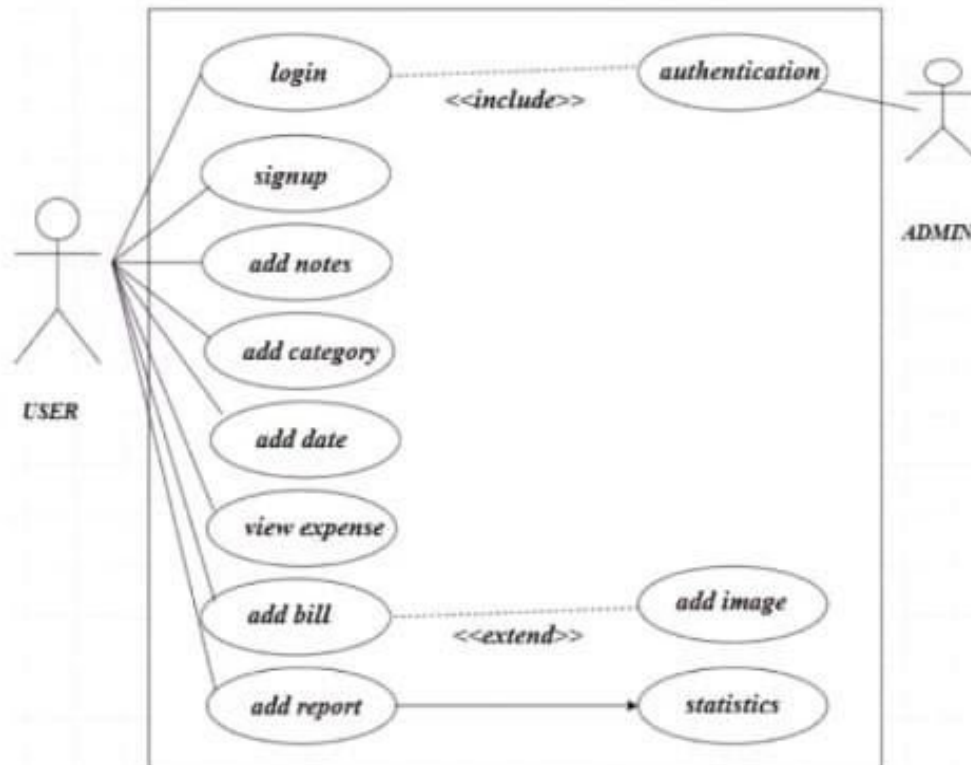 login
authentication
<<include>>
signup
ADMIN
add notes
add category
USER
add date
view expense
add bill
add image
<<extend>>
add report
statistics